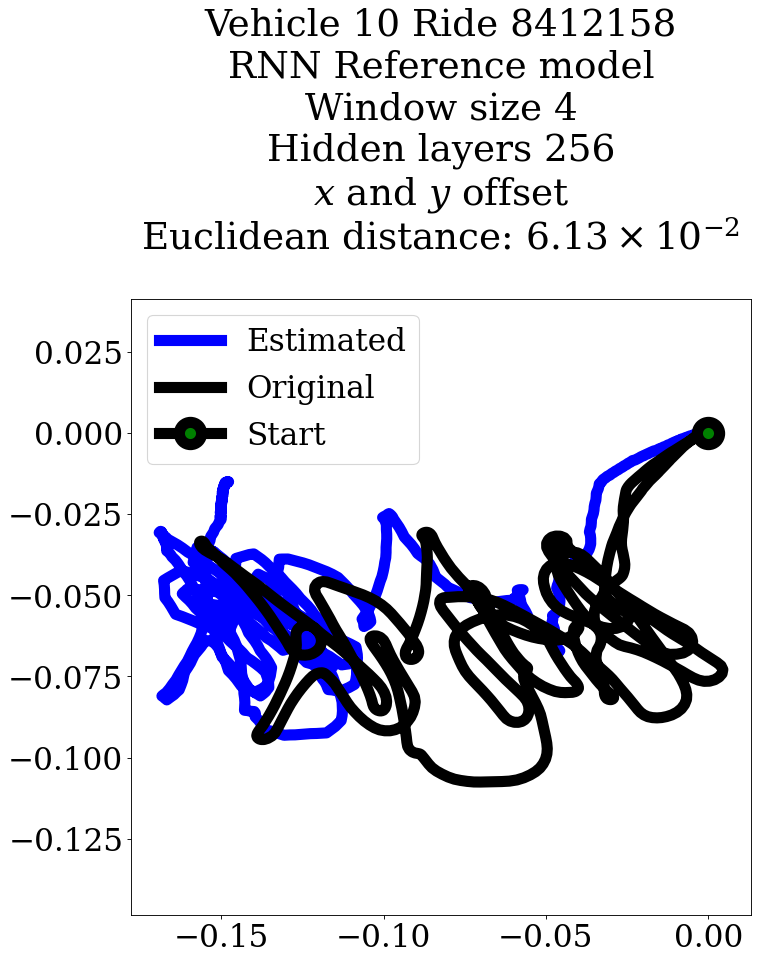 Vehicle 10 Ride 8412158
RNN Reference model
Window size 4
Hidden layers 256
x and y offset
Euclidean distance: 6.13 × 10⁻²
Estimated
Original
Start
0.025
0.000
−0.025
−0.050
−0.075
−0.100
−0.125
−0.15
−0.10
−0.05
0.00